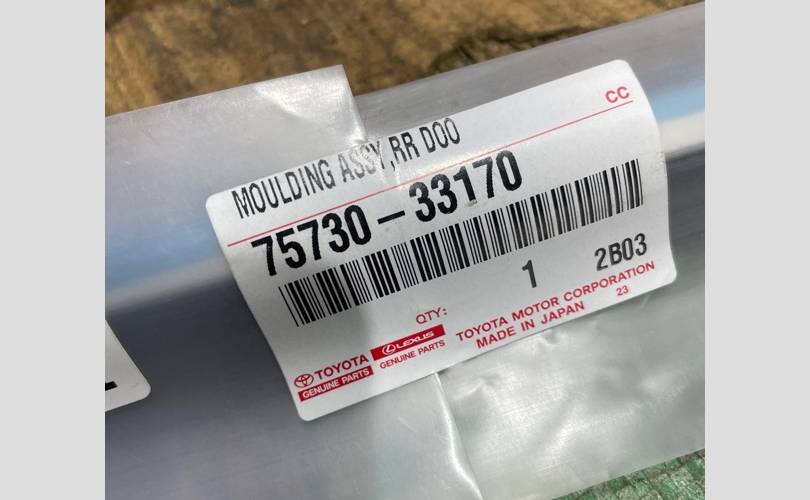 CC
MOULDING ASSY,RR DOO
75730-33170
QTY: 1 2B03
TOYOTA GENUINE PARTS
LEXUS GENUINE PARTS
TOYOTA MOTOR CORPORATION
MADE IN JAPAN 23